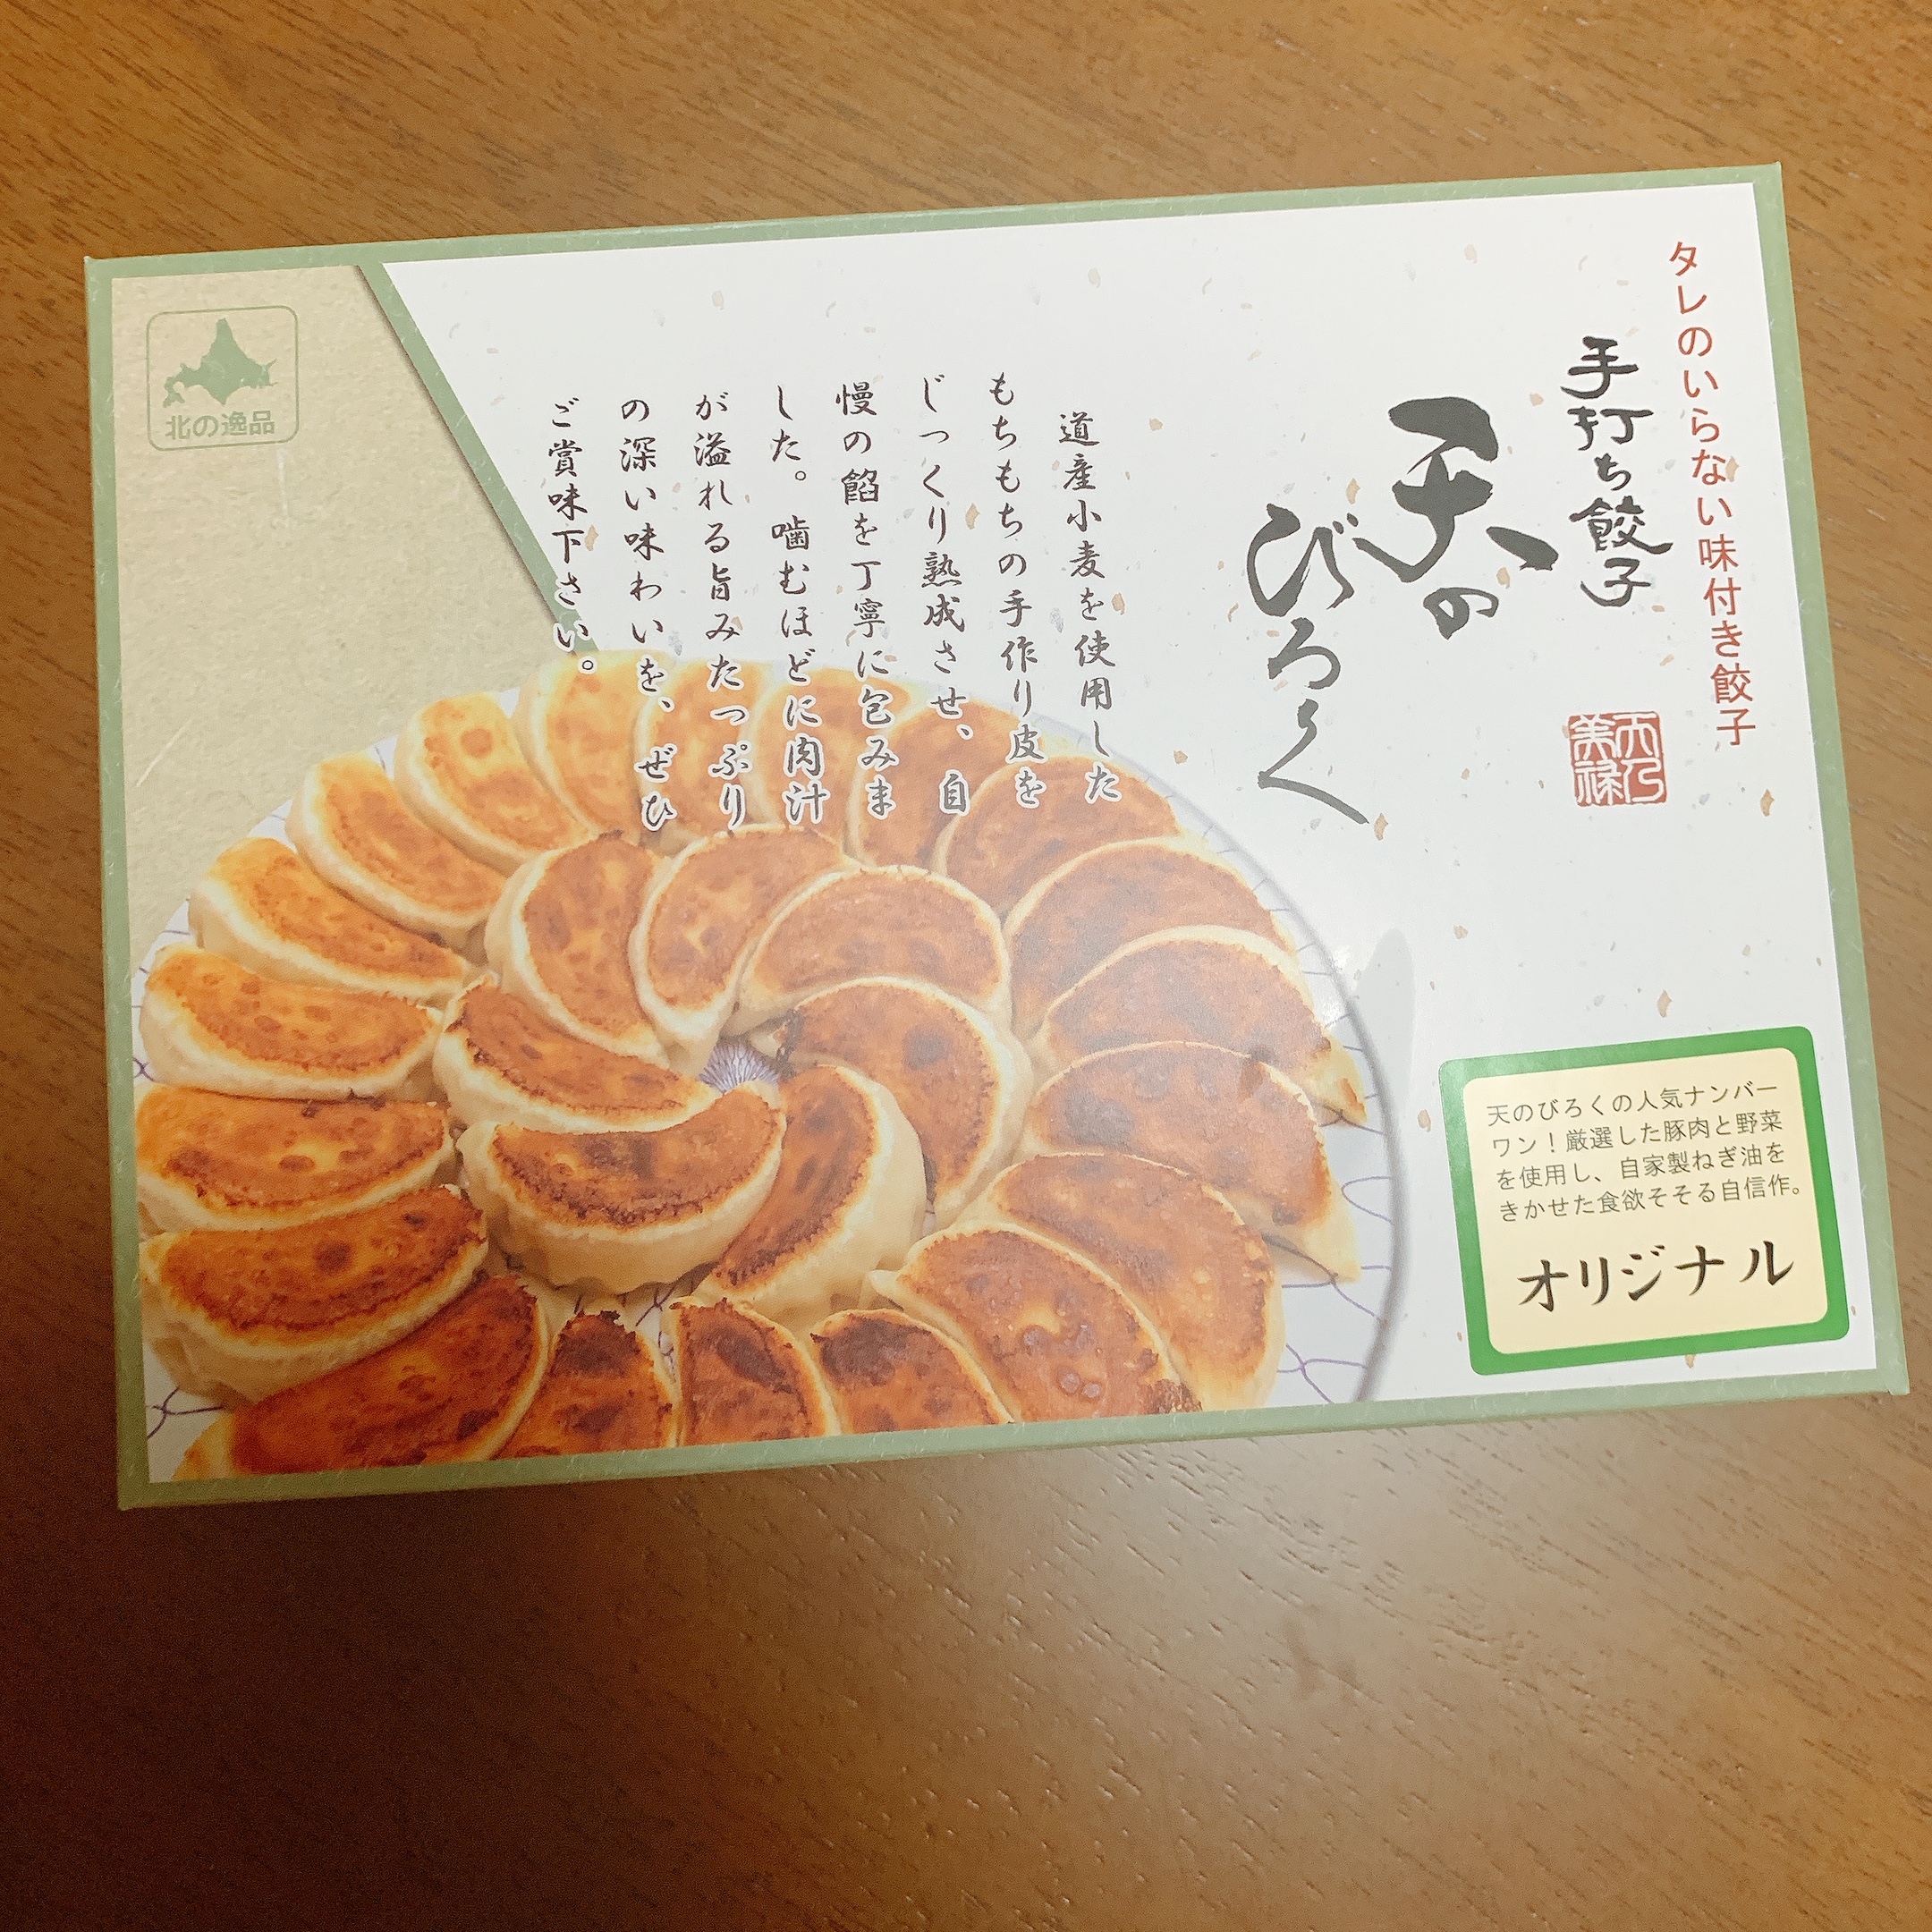 タレのいらない味付き餃子
手打ち餃子
天の
びろく
天乃
美禄
道産小麦を使用した
もちもちの手作り皮を
じっくり熟成させ、自
慢の餡を丁寧に包みま
した。噛むほどに肉汁
が溢れる旨みたっぷり
の深い味わいを、ぜひ
ご賞味下さい。
北の逸品
天のびろくの人気ナンバー
ワン！厳選した豚肉と野菜
を使用し、自家製ねぎ油を
きかせた食欲そそる自信作。
オリジナル